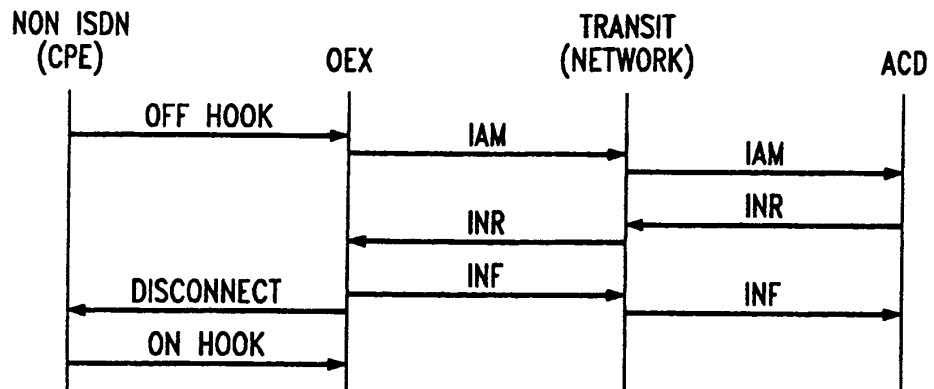 NON ISDN
(CPE)
OEX
TRANSIT
(NETWORK)
ACD
OFF HOOK
IAM
IAM
INR
INR
INF
DISCONNECT
INF
ON HOOK